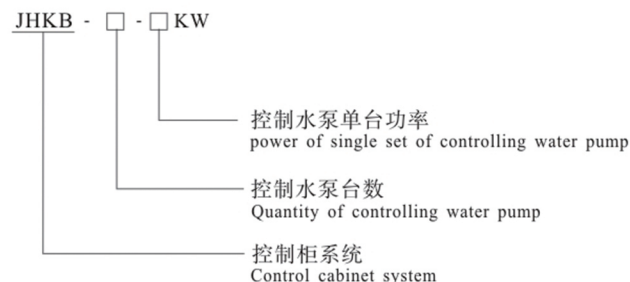 JHKB - □ - □ KW
控制水泵单台功率
power of single set of controlling water pump
控制水泵台数
Quantity of controlling water pump
控制柜系统
Control cabinet system